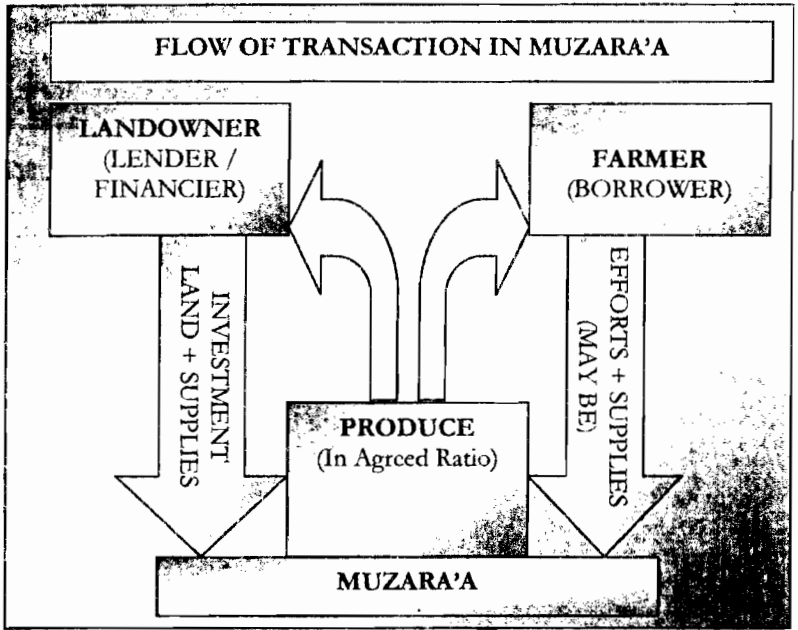 FLOW OF TRANSACTION IN MUZARA'A
LANDOWNER
(LENDER /
FINANCIER)
FARMER
(BORROWER)
INVESTMENT
LAND + SUPPLIES
EFFORTS + SUPPLIES
(MAY BE)
PRODUCE
(In Agreed Ratio)
MUZARA'A